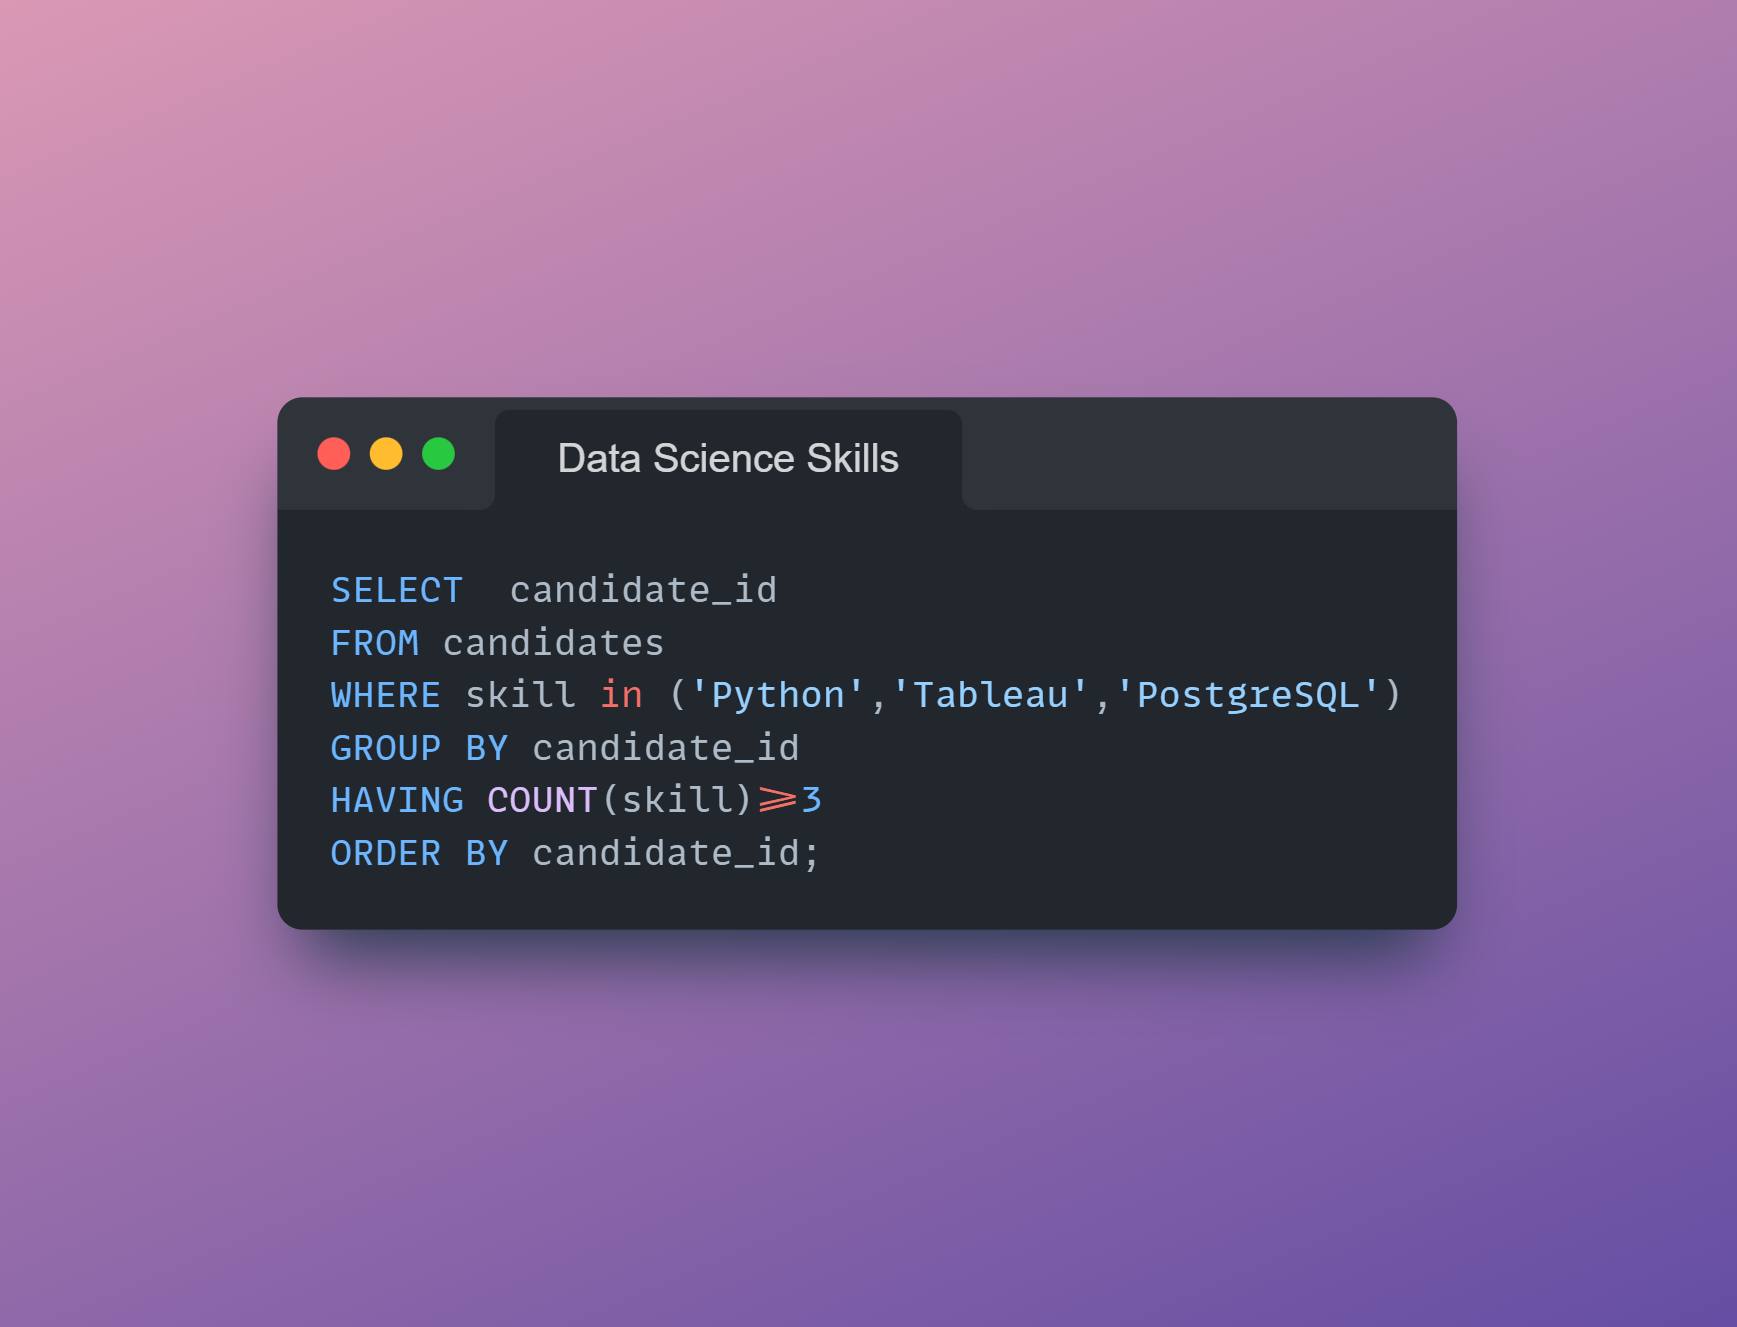 Data Science Skills
SELECT  candidate_id
FROM candidates
WHERE skill in ('Python','Tableau','PostgreSQL')
GROUP BY candidate_id
HAVING COUNT(skill)>=3
ORDER BY candidate_id;